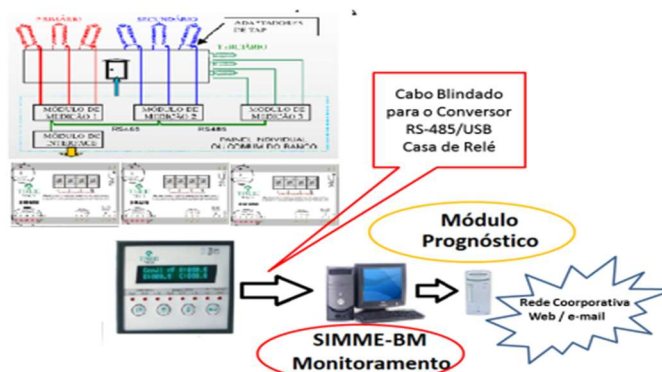 PRIMÁRIO
SECUNDÁRIO
ADAPTADORES
DE TAP
TERCIÁRIO
MÓDULO DE
MEDIÇÃO 1
MÓDULO DE
MEDIÇÃO 2
MÓDULO DE
MEDIÇÃO 3
RS485
RS485
MÓDULO DE
INTERFACE
PAINEL INDIVIDUAL
OU COMUM DO BANCO
Cabo Blindado
para o Conversor
RS-485/USB
Casa de Relé
Módulo
Prognóstico
Rede Coorporativa
Web / e-mail
SIMME-BM
Monitoramento